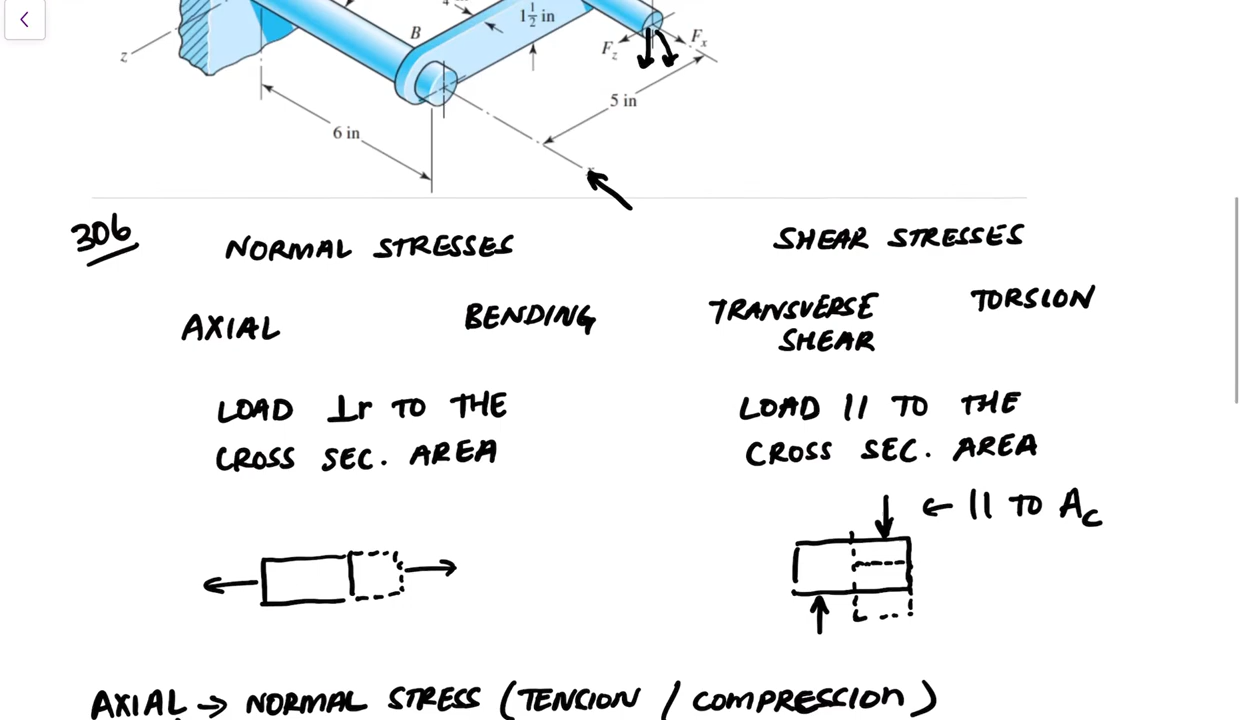 1 1/2 in
B
F_z
F_x
z
5 in
6 in
306
NORMAL STRESSES
SHEAR STRESSES
AXIAL
BENDING
TRANSVERSE
SHEAR
TORSION
LOAD ⊥r TO THE
CROSS SEC. AREA
LOAD || TO THE
CROSS SEC. AREA
← || TO A_C
AXIAL → NORMAL STRESS (TENSION / COMPRESSION)